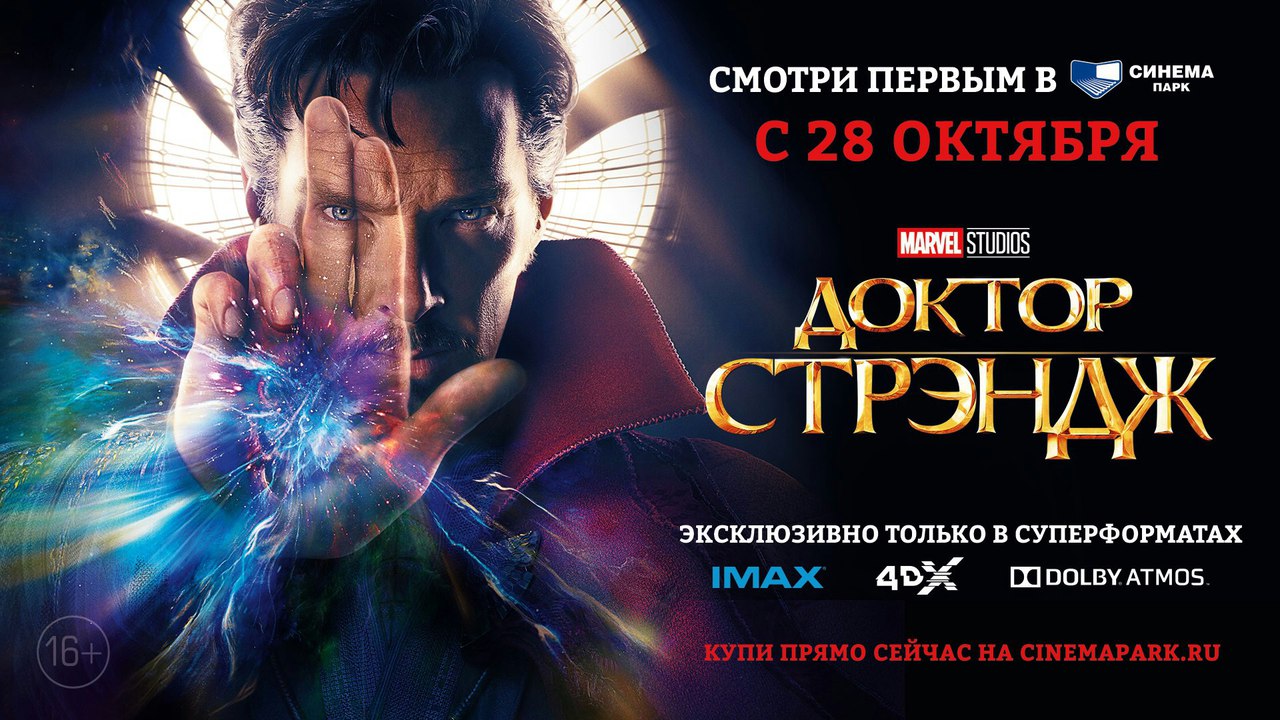 СМОТРИ ПЕРВЫМ В СИНЕМА ПАРК
С 28 ОКТЯБРЯ
MARVEL STUDIOS
ДОКТОР
СТРЭНДЖ
ЭКСКЛЮЗИВНО ТОЛЬКО В СУПЕРФОРМАТАХ
IMAX 4DX DOLBY ATMOS
КУПИ ПРЯМО СЕЙЧАС НА CINEMAPARK.RU
16+